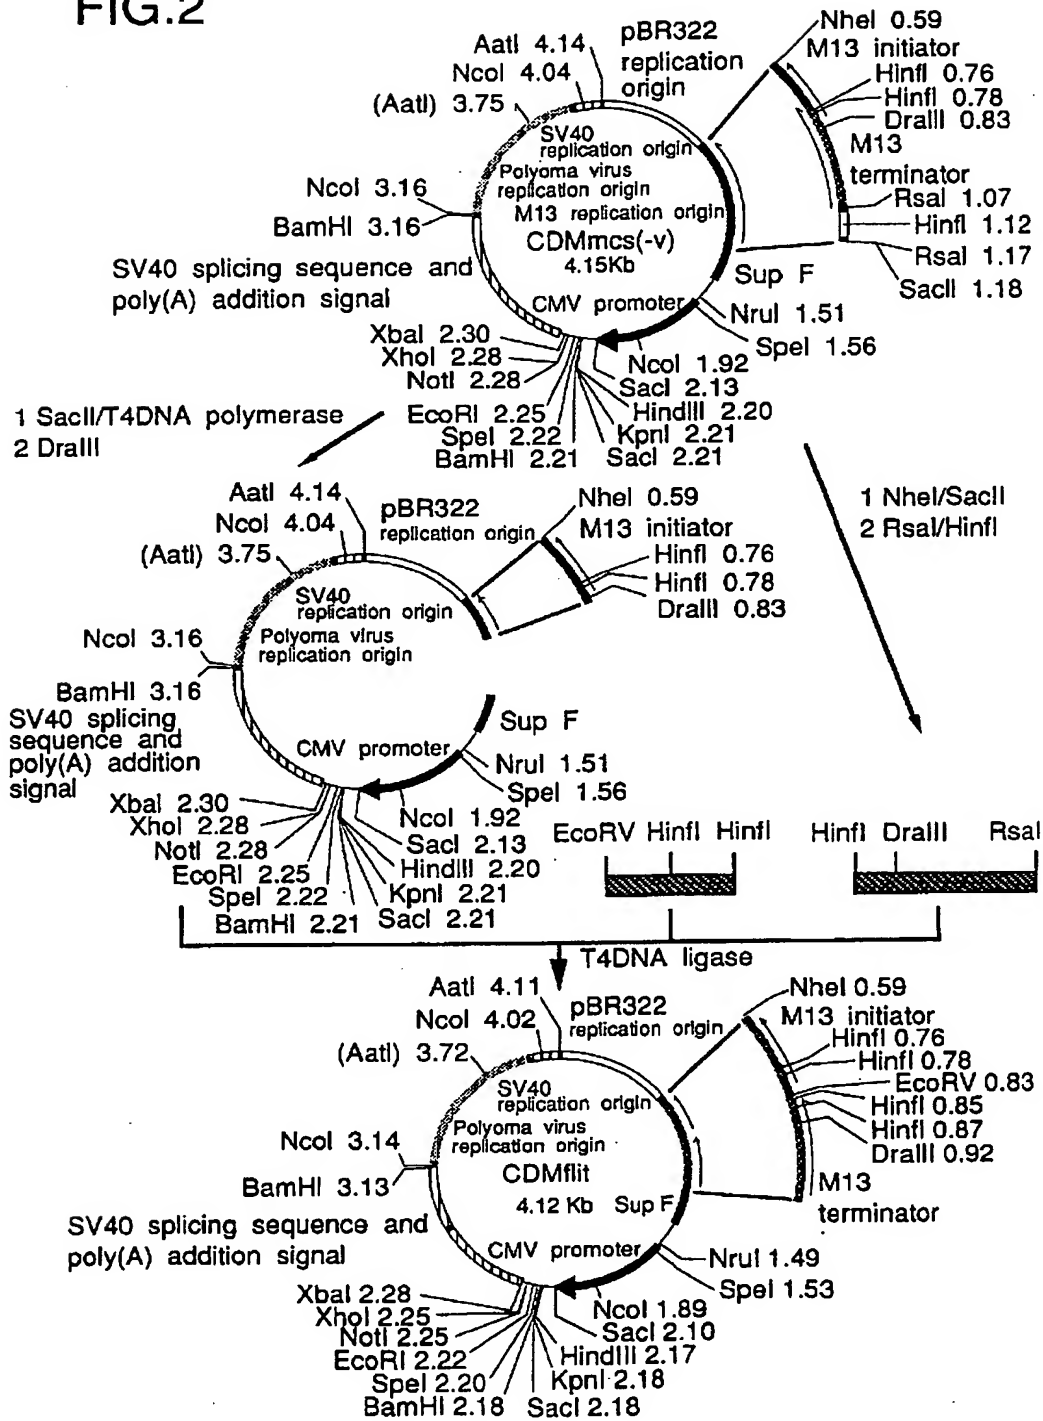 FIG.2
AatI 4.14
NcoI 4.04
(AatI) 3.75
pBR322
replication
origin
NheI 0.59
M13 initiator
HinfI 0.76
HinfI 0.78
DraIII 0.83
M13
terminator
RsaI 1.07
HinfI 1.12
RsaI 1.17
SacII 1.18
SV40
replication origin
Polyoma virus
replication origin
M13 replication origin
CDMmcs(-v)
4.15Kb
NcoI 3.16
BamHI 3.16
SV40 splicing sequence and
poly(A) addition signal
CMV promoter
Sup F
NruI 1.51
SpeI 1.56
XbaI 2.30
XhoI 2.28
NotI 2.28
EcoRI 2.25
SpeI 2.22
BamHI 2.21
NcoI 1.92
SacI 2.13
HindIII 2.20
KpnI 2.21
SacI 2.21
1 SacII/T4DNA polymerase
2 DraIII
1 NheI/SacII
2 RsaI/HinfI
AatI 4.14
NcoI 4.04
(AatI) 3.75
pBR322
replication origin
NheI 0.59
M13 initiator
HinfI 0.76
HinfI 0.78
DraIII 0.83
SV40
replication origin
Polyoma virus
replication origin
NcoI 3.16
BamHI 3.16
SV40 splicing
sequence and
poly(A) addition
signal
CMV promoter
Sup F
NruI 1.51
SpeI 1.56
XbaI 2.30
XhoI 2.28
NotI 2.28
EcoRI 2.25
SpeI 2.22
BamHI 2.21
NcoI 1.92
SacI 2.13
HindIII 2.20
KpnI 2.21
SacI 2.21
EcoRV HinfI HinfI
HinfI DraIII RsaI
T4DNA ligase
AatI 4.11
NcoI 4.02
(AatI) 3.72
pBR322
replication origin
NheI 0.59
M13 initiator
HinfI 0.76
HinfI 0.78
EcoRV 0.83
HinfI 0.85
HinfI 0.87
DraIII 0.92
M13
terminator
SV40
replication origin
Polyoma virus
replication origin
CDMflit
4.12 Kb
Sup F
NcoI 3.14
BamHI 3.13
SV40 splicing sequence and
poly(A) addition signal
CMV promoter
NruI 1.49
SpeI 1.53
XbaI 2.28
XhoI 2.25
NotI 2.25
EcoRI 2.22
SpeI 2.20
BamHI 2.18
NcoI 1.89
SacI 2.10
HindIII 2.17
KpnI 2.18
SacI 2.18